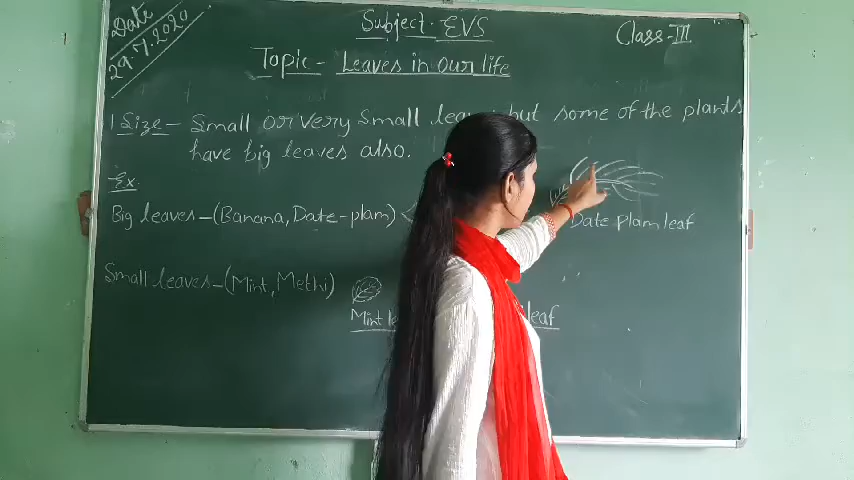 Date
29.7.2020
Subject - EVS
Class-III
Topic - Leaves in Our life
1 Size - Small or very Small but some of the plants
have big leaves also.
Ex.
Big leaves - (Banana, Date-plam)
Date plam leaf
Small leaves - (Mint, Methi)
Mint leaf